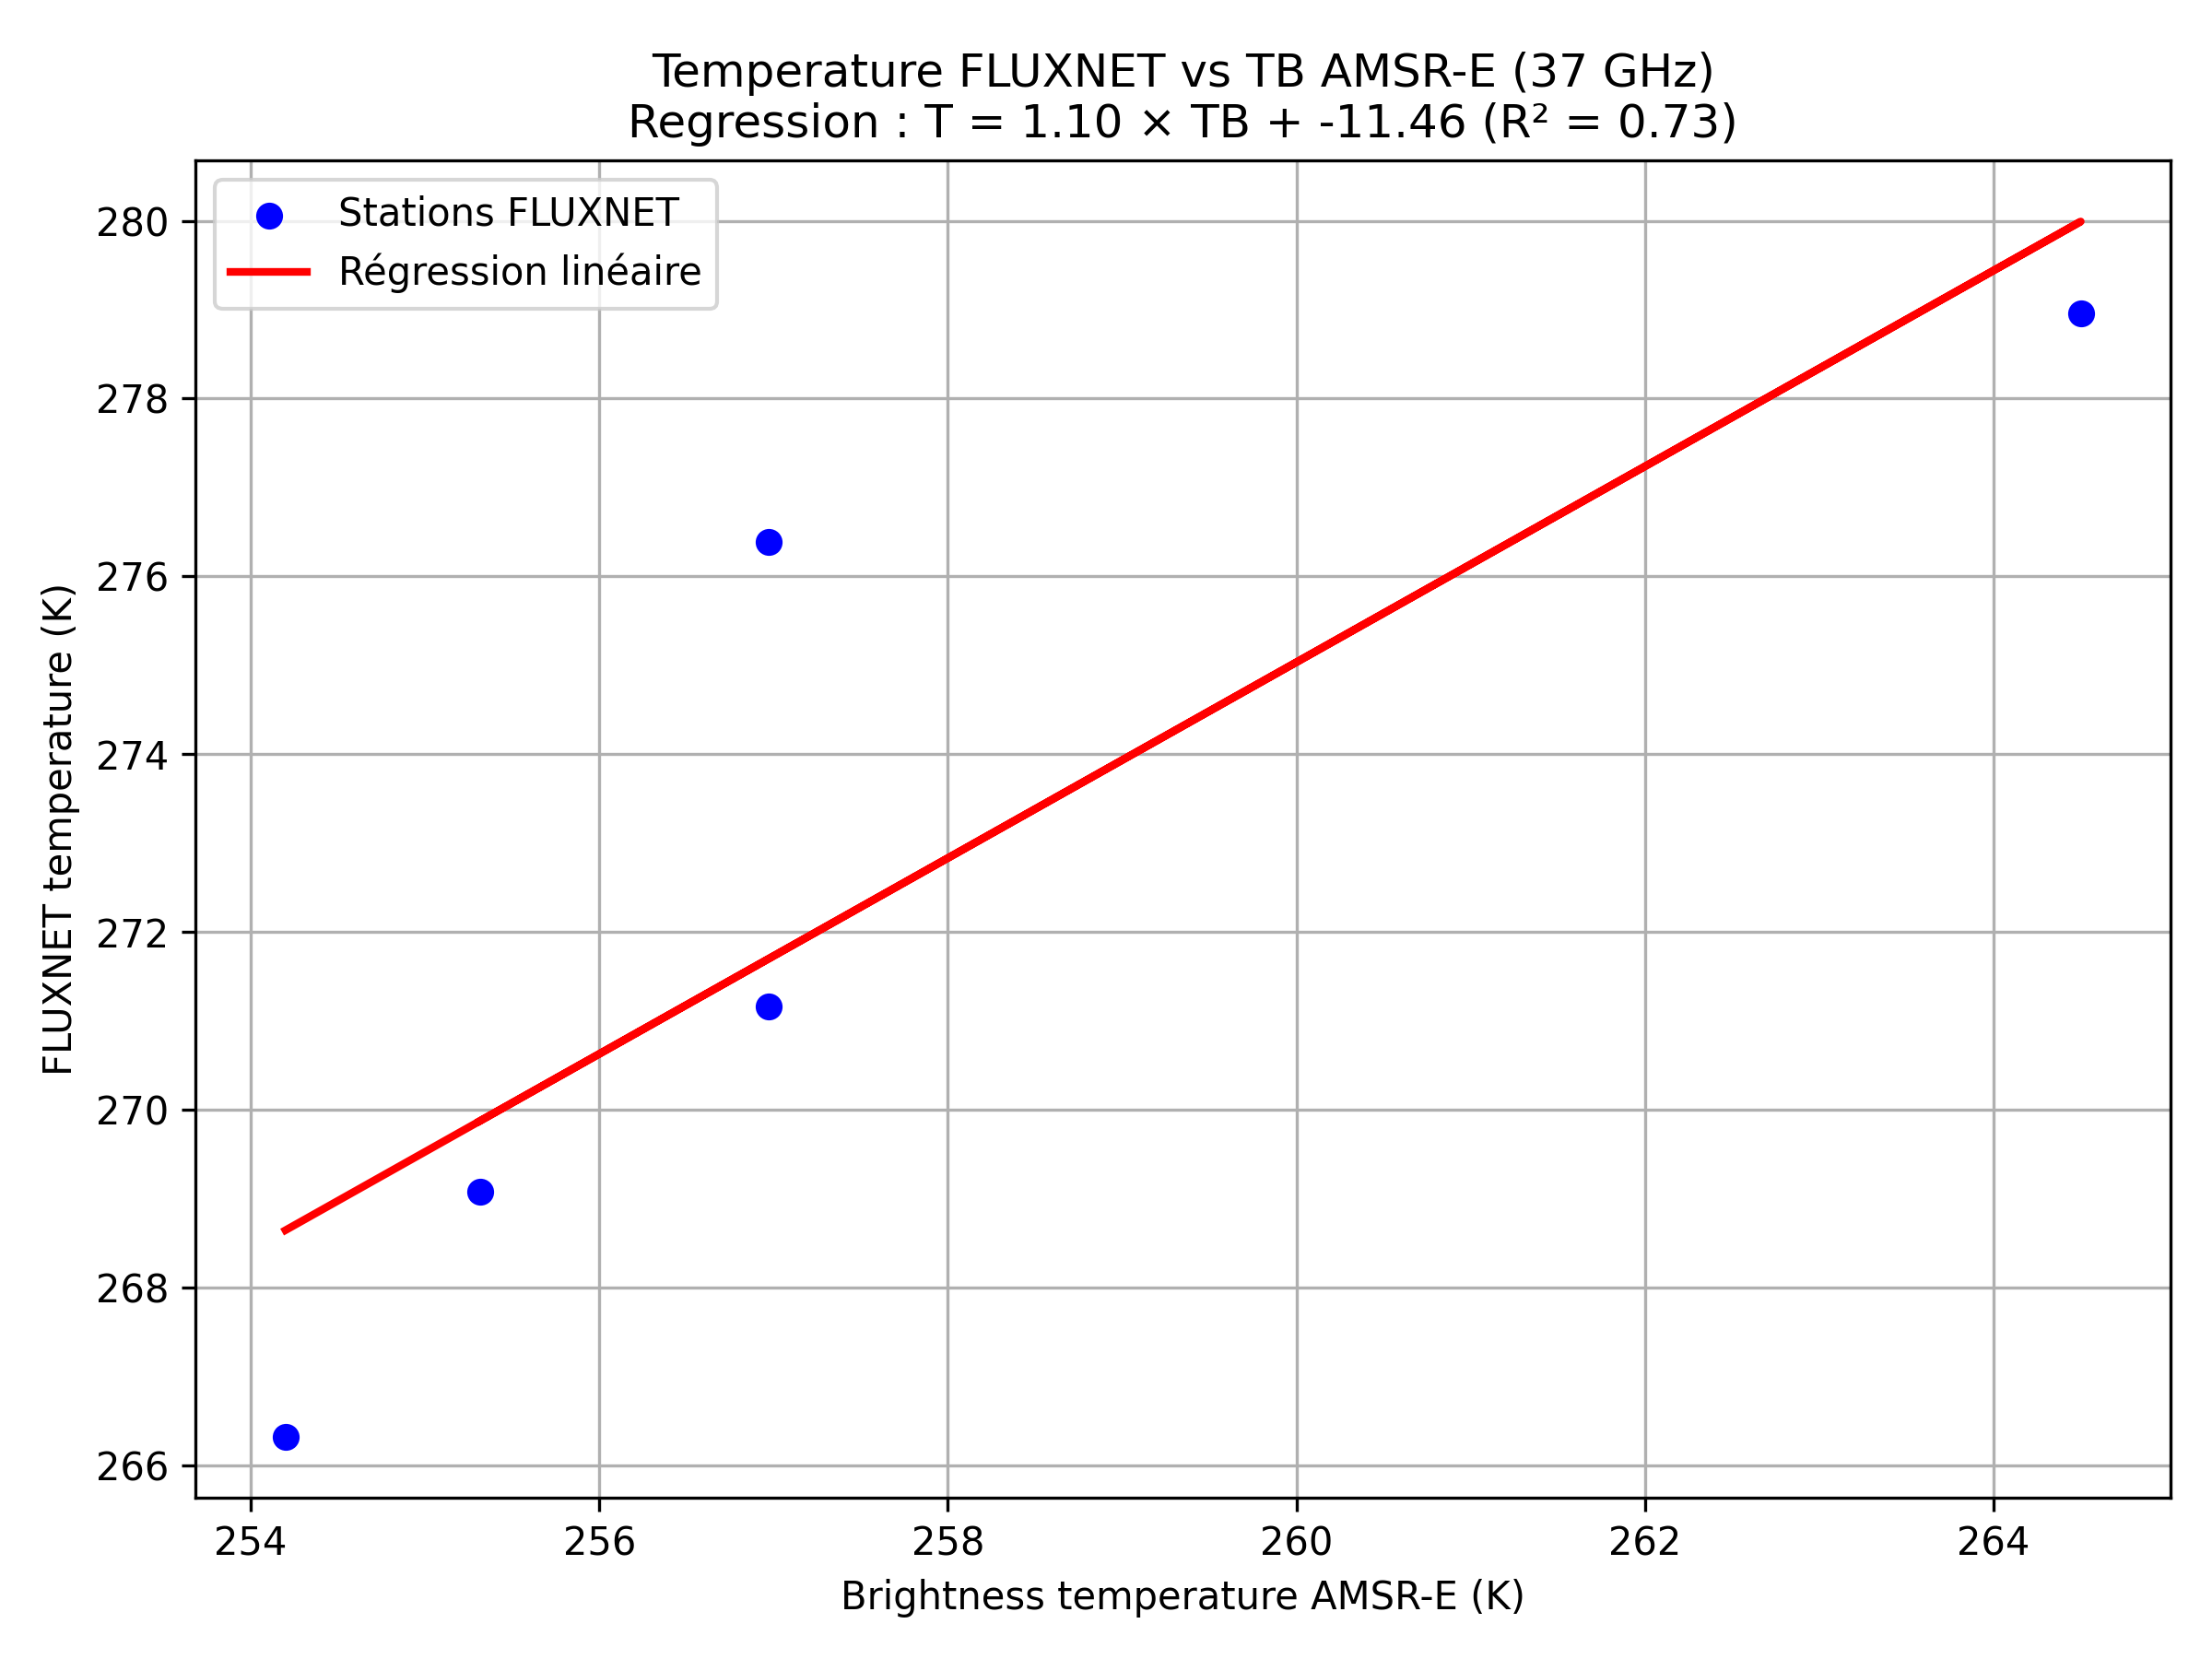 Temperature FLUXNET vs TB AMSR-E (37 GHz)
Regression : T = 1.10 × TB + -11.46 (R² = 0.73)
Stations FLUXNET
Régression linéaire
280
278
276
274
272
270
268
266
FLUXNET temperature (K)
254 256 258 260 262 264
Brightness temperature AMSR-E (K)